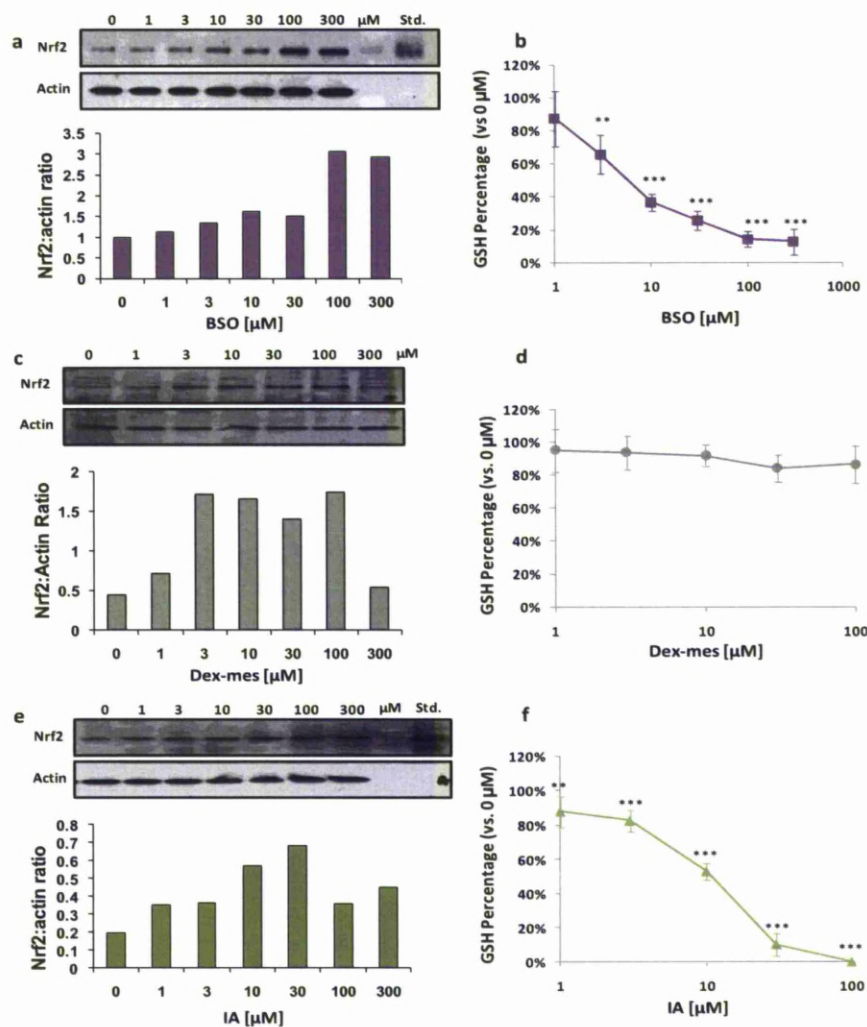 0 1 3 10 30 100 300 µM Std.
a
Nrf2
Actin
3.5
3
2.5
2
1.5
1
0.5
0
Nrf2:actin ratio
0 1 3 10 30 100 300
BSO [µM]
b
120%
100%
80%
60%
40%
20%
0%
GSH Percentage (vs 0 µM)
**
***
***
***
***
1 10 100 1000
BSO [µM]
c
0 1 3 10 30 100 300 µM
Nrf2
Actin
2
1.5
1
0.5
0
Nrf2:Actin Ratio
0 1 3 10 30 100 300
Dex-mes [µM]
d
120%
100%
80%
60%
40%
20%
0%
GSH Percentage (vs. 0 µM)
1 10 100
Dex-mes [µM]
e
0 1 3 10 30 100 300 µM Std.
Nrf2
Actin
0.8
0.7
0.6
0.5
0.4
0.3
0.2
0.1
0
Nrf2:actin ratio
0 1 3 10 30 100 300
IA [µM]
f
100%
80%
60%
40%
20%
0%
GSH Percentage (vs. 0 µM)
**
***
***
***
***
1 10 100
IA [µM]